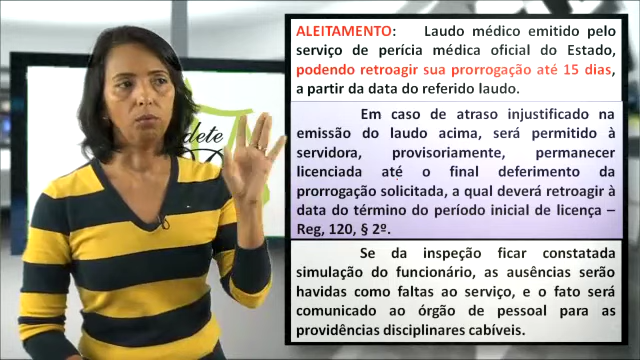 ALEITAMENTO: Laudo médico emitido pelo
serviço de perícia médica oficial do Estado,
podendo retroagir sua prorrogação até 15 dias,
a partir da data do referido laudo.
Em caso de atraso injustificado na
emissão do laudo acima, será permitido à
servidora, provisoriamente, permanecer
licenciada até o final deferimento da
prorrogação solicitada, a qual deverá retroagir à
data do término do período inicial de licença –
Reg, 120, § 2º.
Se da inspeção ficar constatada
simulação do funcionário, as ausências serão
havidas como faltas ao serviço, e o fato será
comunicado ao órgão de pessoal para as
providências disciplinares cabíveis.
dete